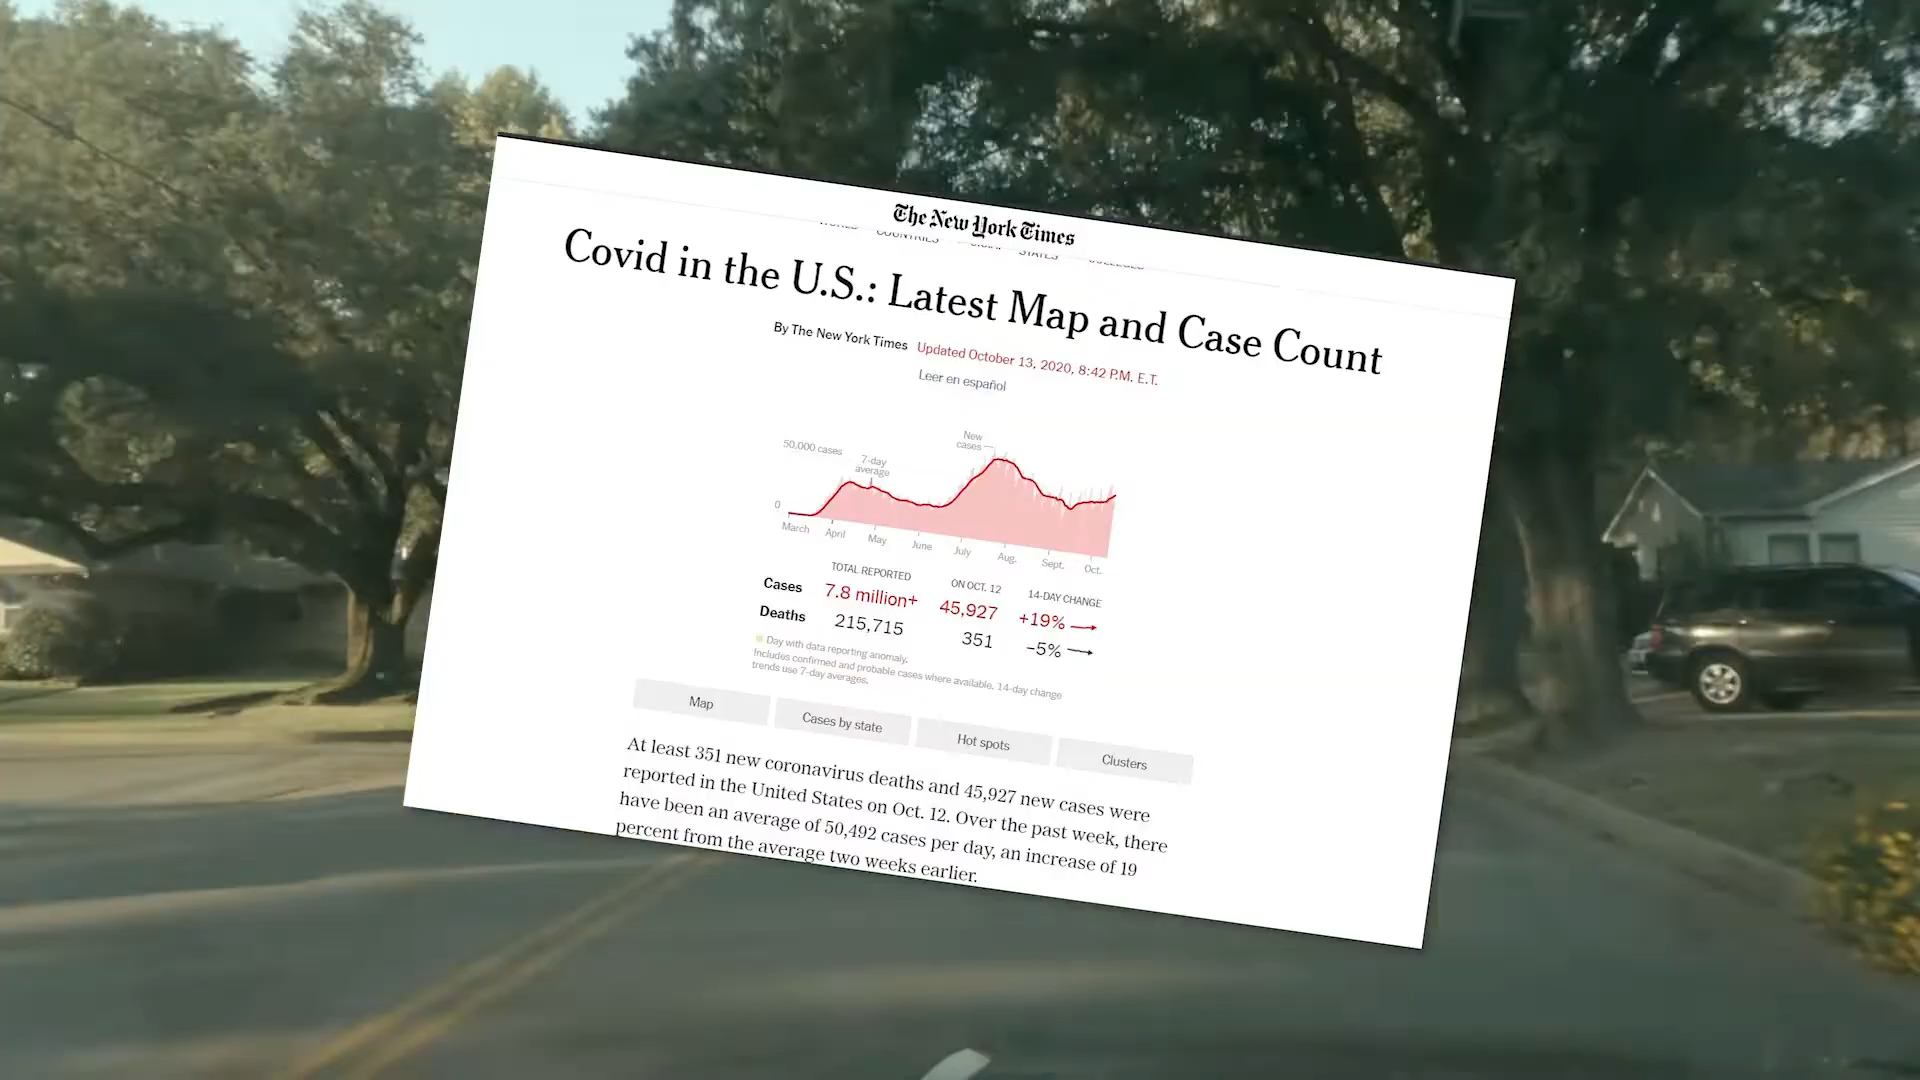 The New York Times
COUNTRIES
STATES
Covid in the U.S.: Latest Map and Case Count
By The New York Times Updated October 13, 2020, 8:42 P.M. E.T.
Leer en español
50,000 cases
7-day
average
New
cases
0
March April May June July Aug. Sept. Oct.
TOTAL REPORTED ON OCT. 12 14-DAY CHANGE
Cases 7.8 million+ 45,927 +19%
Deaths 215,715 351 –5%
Day with data reporting anomaly.
Includes confirmed and probable cases where available. 14-day change
trends use 7-day averages.
Map Cases by state Hot spots Clusters
At least 351 new coronavirus deaths and 45,927 new cases were
reported in the United States on Oct. 12. Over the past week, there
have been an average of 50,492 cases per day, an increase of 19
percent from the average two weeks earlier.